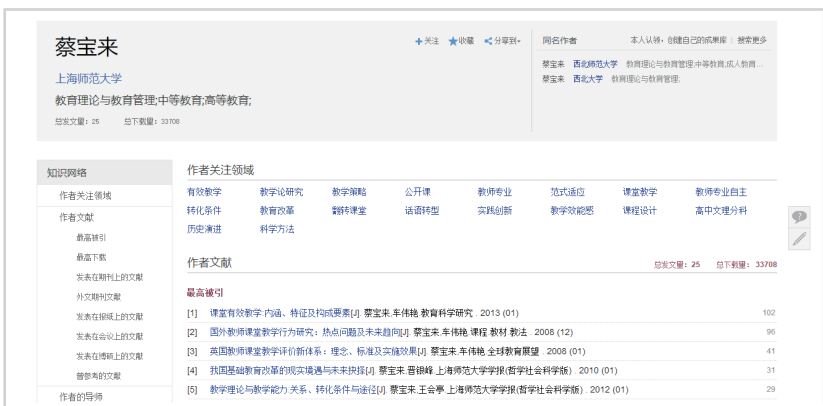 蔡宝来
关注 收藏 分享到
上海师范大学
教育理论与教育管理;中等教育;高等教育;
总发文量：25 总下载量：33708
同名作者 本人认领，创建自己的成果库 | 搜索更多
蔡宝来 西北师范大学 教育理论与教育管理;中等教育;成人教育...
蔡宝来 西北大学 教育理论与教育管理;
知识网络
作者关注领域
作者文献
最高被引
最高下载
发表在期刊上的文献
外文期刊文献
发表在报纸上的文献
发表在会议上的文献
发表在博硕上的文献
曾参考的文献
作者的导师
作者关注领域
有效教学 教学论研究 教学策略 公开课 教师专业 范式适应 课堂教学 教师专业自主
转化条件 教育改革 翻转课堂 话语转型 实践创新 教学效能感 课程设计 高中文理分科
历史演进 科学方法
作者文献 总发文量：25 总下载量：33708
最高被引
[1] 课堂有效教学:内涵、特征及构成要素[J]. 蔡宝来.车伟艳.教育科学研究 . 2013 (01) 102
[2] 国外教师课堂教学行为研究：热点问题及未来趋向[J]. 蔡宝来.车伟艳.课程.教材.教法 . 2008 (12) 96
[3] 英国教师课堂教学评价新体系：理念、标准及实施效果[J]. 蔡宝来.车伟艳.全球教育展望 . 2008 (01) 41
[4] 我国基础教育改革的现实境遇与未来抉择[J]. 蔡宝来.晋银峰.上海师范大学学报(哲学社会科学版) . 2010 (01) 31
[5] 教学理论与教学能力:关系、转化条件与途径[J]. 蔡宝来.王会亭.上海师范大学学报(哲学社会科学版) . 2012 (01) 29